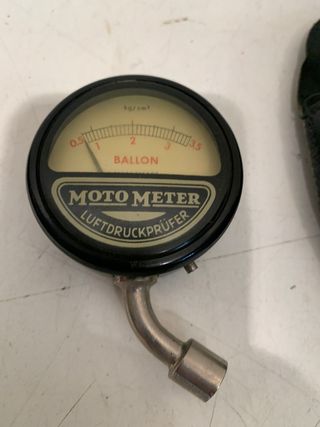 kg/cm²
0.5 1 2 3 3.5
BALLON
MOTO METER
LUFTDRUCKPRÜFER